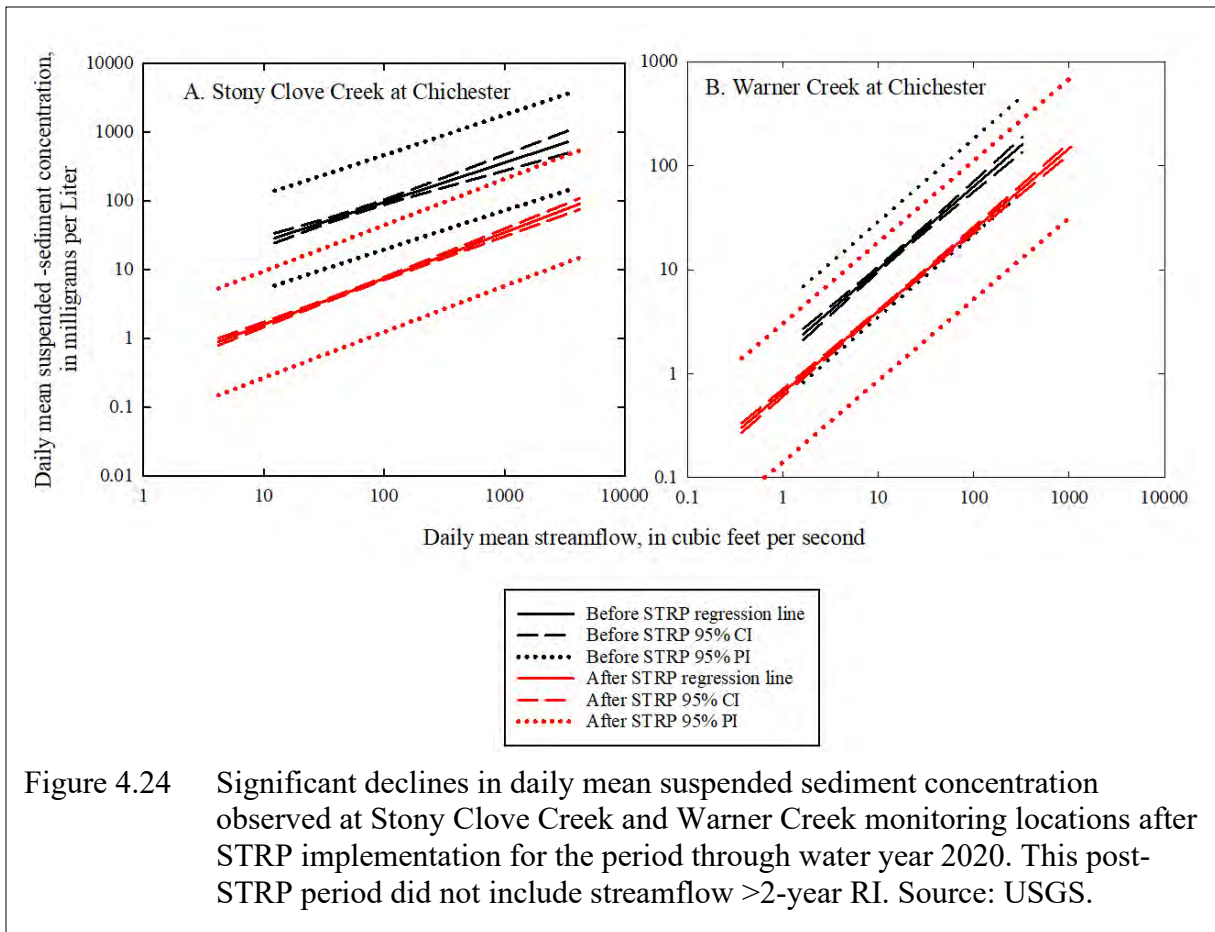 Daily mean suspended -sediment concentration,
in milligrams per Liter
10000
1000
100
10
1
0.1
0.01
A. Stony Clove Creek at Chichester
1 10 100 1000 10000
1000
100
10
1
0.1
B. Warner Creek at Chichester
0.1 1 10 100 1000 10000
Daily mean streamflow, in cubic feet per second
Before STRP regression line
Before STRP 95% CI
Before STRP 95% PI
After STRP regression line
After STRP 95% CI
After STRP 95% PI
Figure 4.24 Significant declines in daily mean suspended sediment concentration
observed at Stony Clove Creek and Warner Creek monitoring locations after
STRP implementation for the period through water year 2020. This post-
STRP period did not include streamflow >2-year RI. Source: USGS.